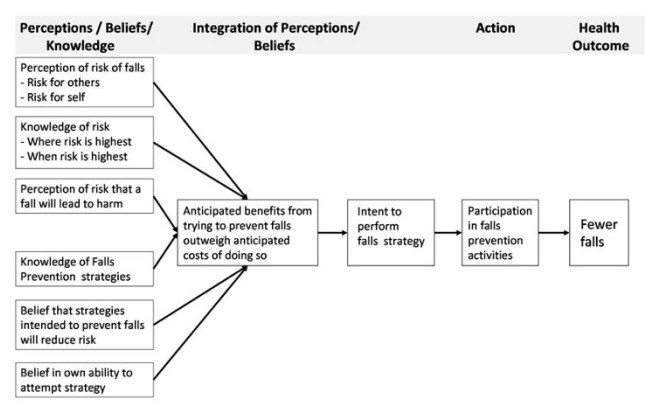 Perceptions / Beliefs/
Knowledge
Integration of Perceptions/
Beliefs
Action
Health
Outcome
Perception of risk of falls
- Risk for others
- Risk for self
Knowledge of risk
- Where risk is highest
- When risk is highest
Perception of risk that a
fall will lead to harm
Knowledge of Falls
Prevention strategies
Belief that strategies
intended to prevent falls
will reduce risk
Belief in own ability to
attempt strategy
Anticipated benefits from
trying to prevent falls
outweigh anticipated
costs of doing so
Intent to
perform
falls strategy
Participation
in falls
prevention
activities
Fewer
falls